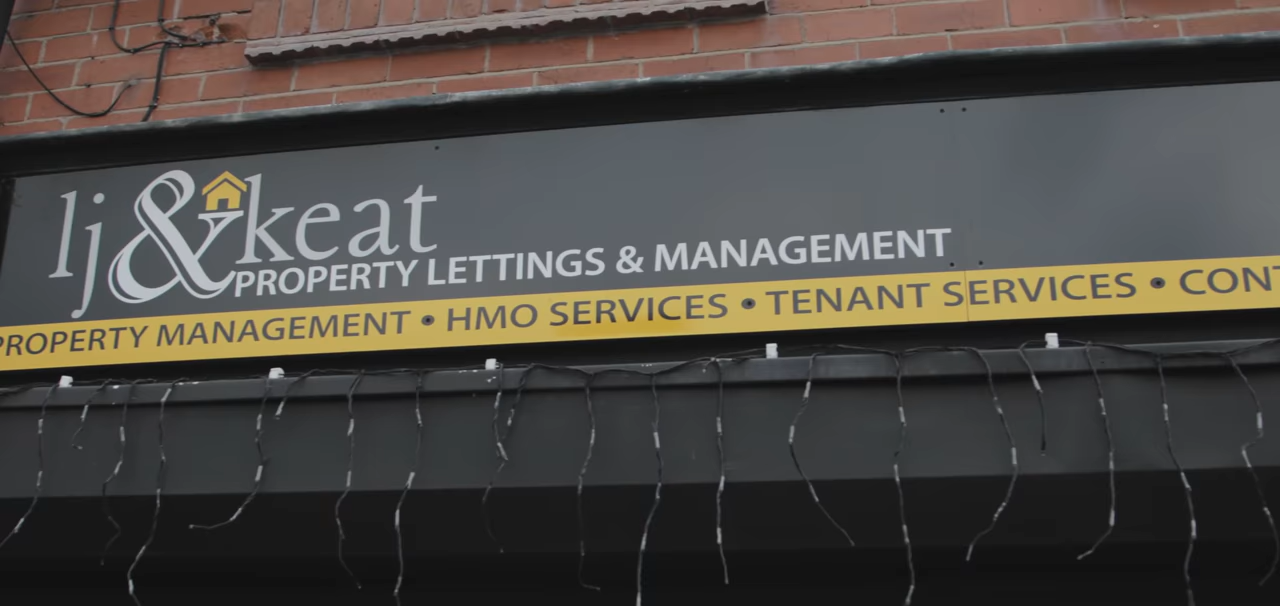 lj & keat
PROPERTY LETTINGS & MANAGEMENT
PROPERTY MANAGEMENT • HMO SERVICES • TENANT SERVICES • CONT